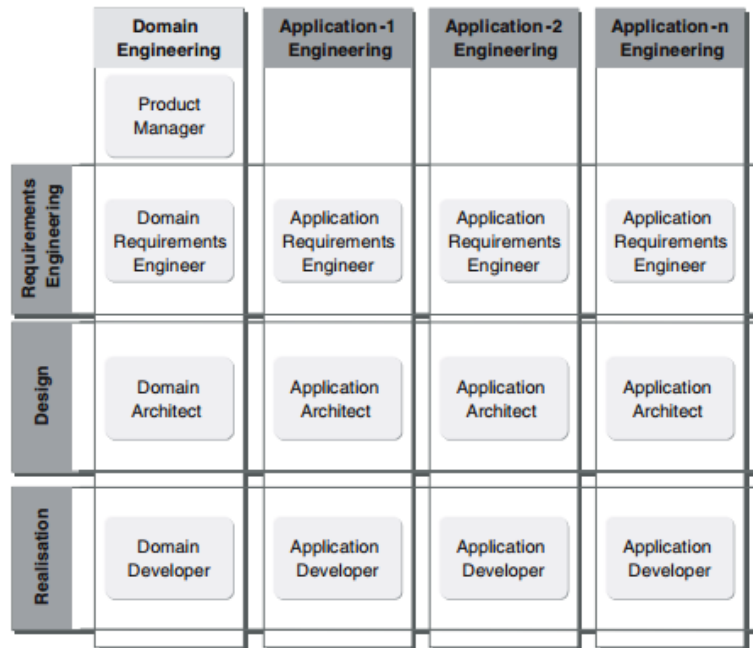 Domain
Engineering
Application-1
Engineering
Application-2
Engineering
Application-n
Engineering
Product
Manager
Requirements
Engineering
Domain
Requirements
Engineer
Application
Requirements
Engineer
Application
Requirements
Engineer
Application
Requirements
Engineer
Design
Domain
Architect
Application
Architect
Application
Architect
Application
Architect
Realisation
Domain
Developer
Application
Developer
Application
Developer
Application
Developer